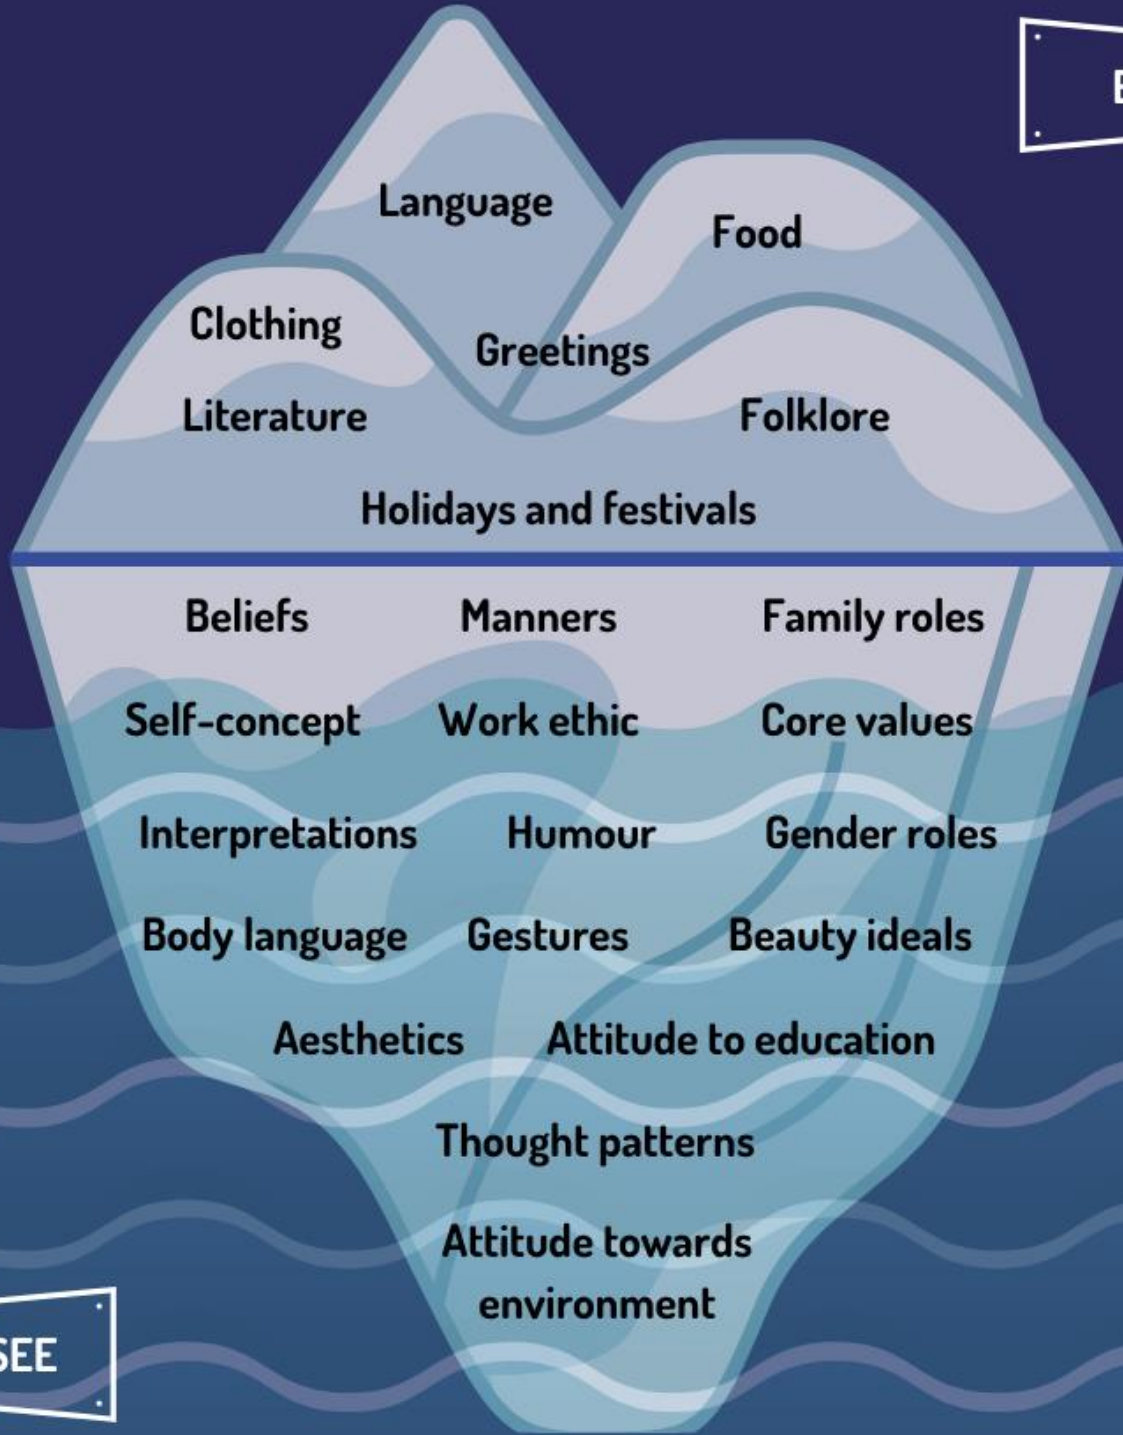 Language
Food
Clothing
Greetings
Literature
Folklore
Holidays and festivals
Beliefs Manners Family roles
Self-concept Work ethic Core values
Interpretations Humour Gender roles
Body language Gestures Beauty ideals
Aesthetics Attitude to education
Thought patterns
Attitude towards
environment
SEE